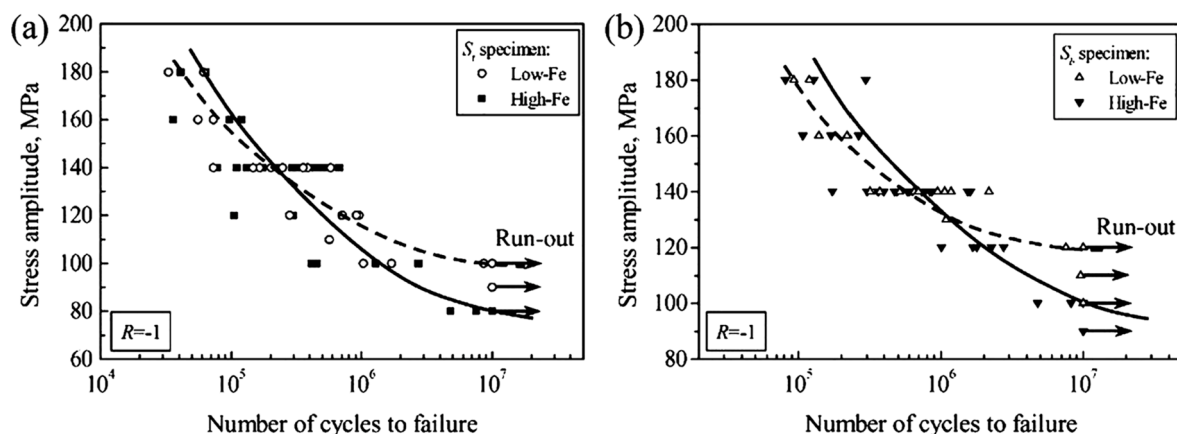 (a)
200
180
160
140
120
100
80
60
Stress amplitude, MPa
S_t specimen:
Low-Fe
High-Fe
Run-out
R=-1
10^4
10^5
10^6
10^7
Number of cycles to failure
(b)
200
180
160
140
120
100
80
Stress amplitude, MPa
Low-Fe
High-Fe
specimen:
Run-out
R=-1
10^5
10^6
10^7
Number of cycles to failure